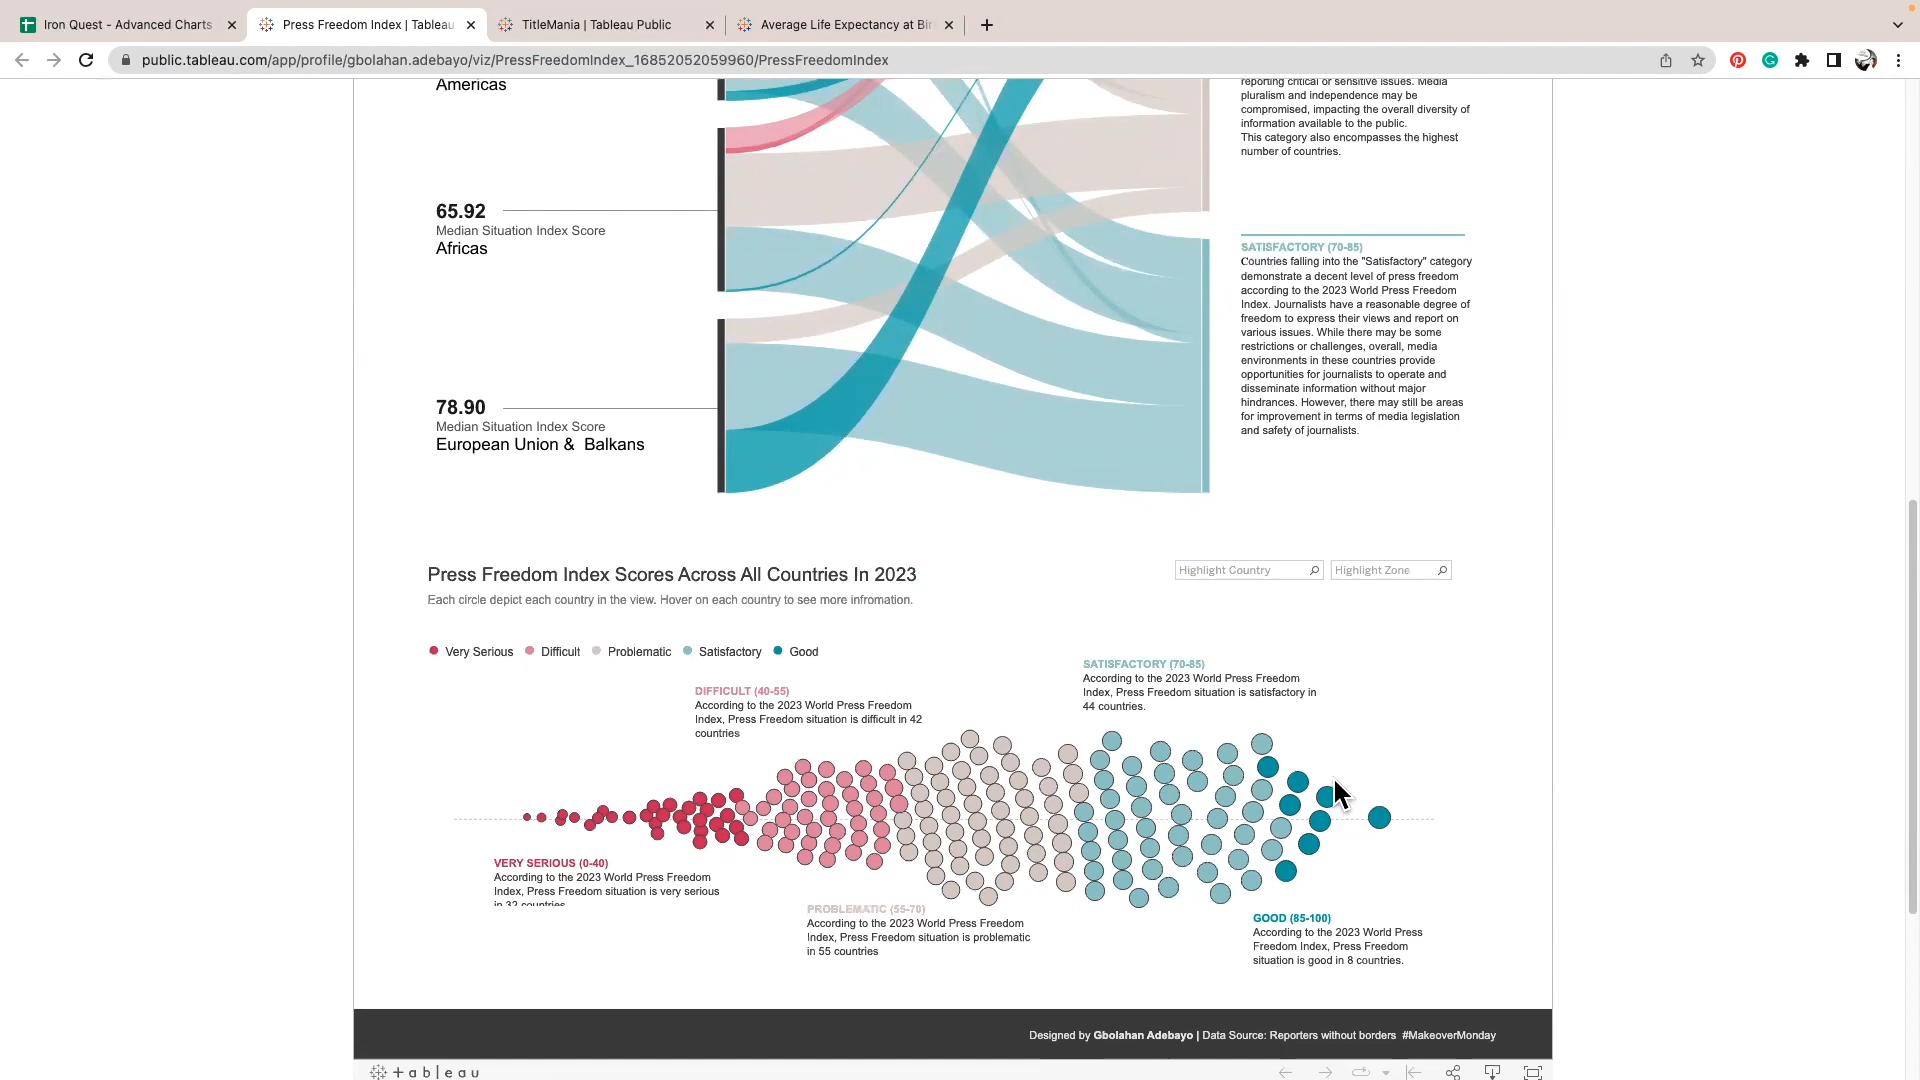 Iron Quest - Advanced Charts
Press Freedom Index | Tableau
TitleMania | Tableau Public
Average Life Expectancy at Bir
public.tableau.com/app/profile/gbolahan.adebayo/viz/PressFreedomIndex_16852052059960/PressFreedomIndex
Americas
65.92
Median Situation Index Score
Africas
78.90
Median Situation Index Score
European Union & Balkans
reporting critical or sensitive issues. Media
pluralism and independence may be
compromised, impacting the overall diversity of
information available to the public.
This category also encompasses the highest
number of countries.
SATISFACTORY (70-85)
Countries falling into the "Satisfactory" category
demonstrate a decent level of press freedom
according to the 2023 World Press Freedom
Index. Journalists have a reasonable degree of
freedom to express their views and report on
various issues. While there may be some
restrictions or challenges, overall, media
environments in these countries provide
opportunities for journalists to operate and
disseminate information without major
hindrances. However, there may still be areas
for improvement in terms of media legislation
and safety of journalists.
Press Freedom Index Scores Across All Countries In 2023
Each circle depict each country in the view. Hover on each country to see more infromation.
Highlight Country
Highlight Zone
Very Serious
Difficult
Problematic
Satisfactory
Good
DIFFICULT (40-55)
According to the 2023 World Press Freedom
Index, Press Freedom situation is difficult in 42
countries
SATISFACTORY (70-85)
According to the 2023 World Press Freedom
Index, Press Freedom situation is satisfactory in
44 countries.
VERY SERIOUS (0-40)
According to the 2023 World Press Freedom
Index, Press Freedom situation is very serious
in 32 countries
PROBLEMATIC (55-70)
According to the 2023 World Press Freedom
Index, Press Freedom situation is problematic
in 55 countries
GOOD (85-100)
According to the 2023 World Press
Freedom Index, Press Freedom
situation is good in 8 countries.
Designed by Gbolahan Adebayo | Data Source: Reporters without borders #MakeoverMonday
+ableau